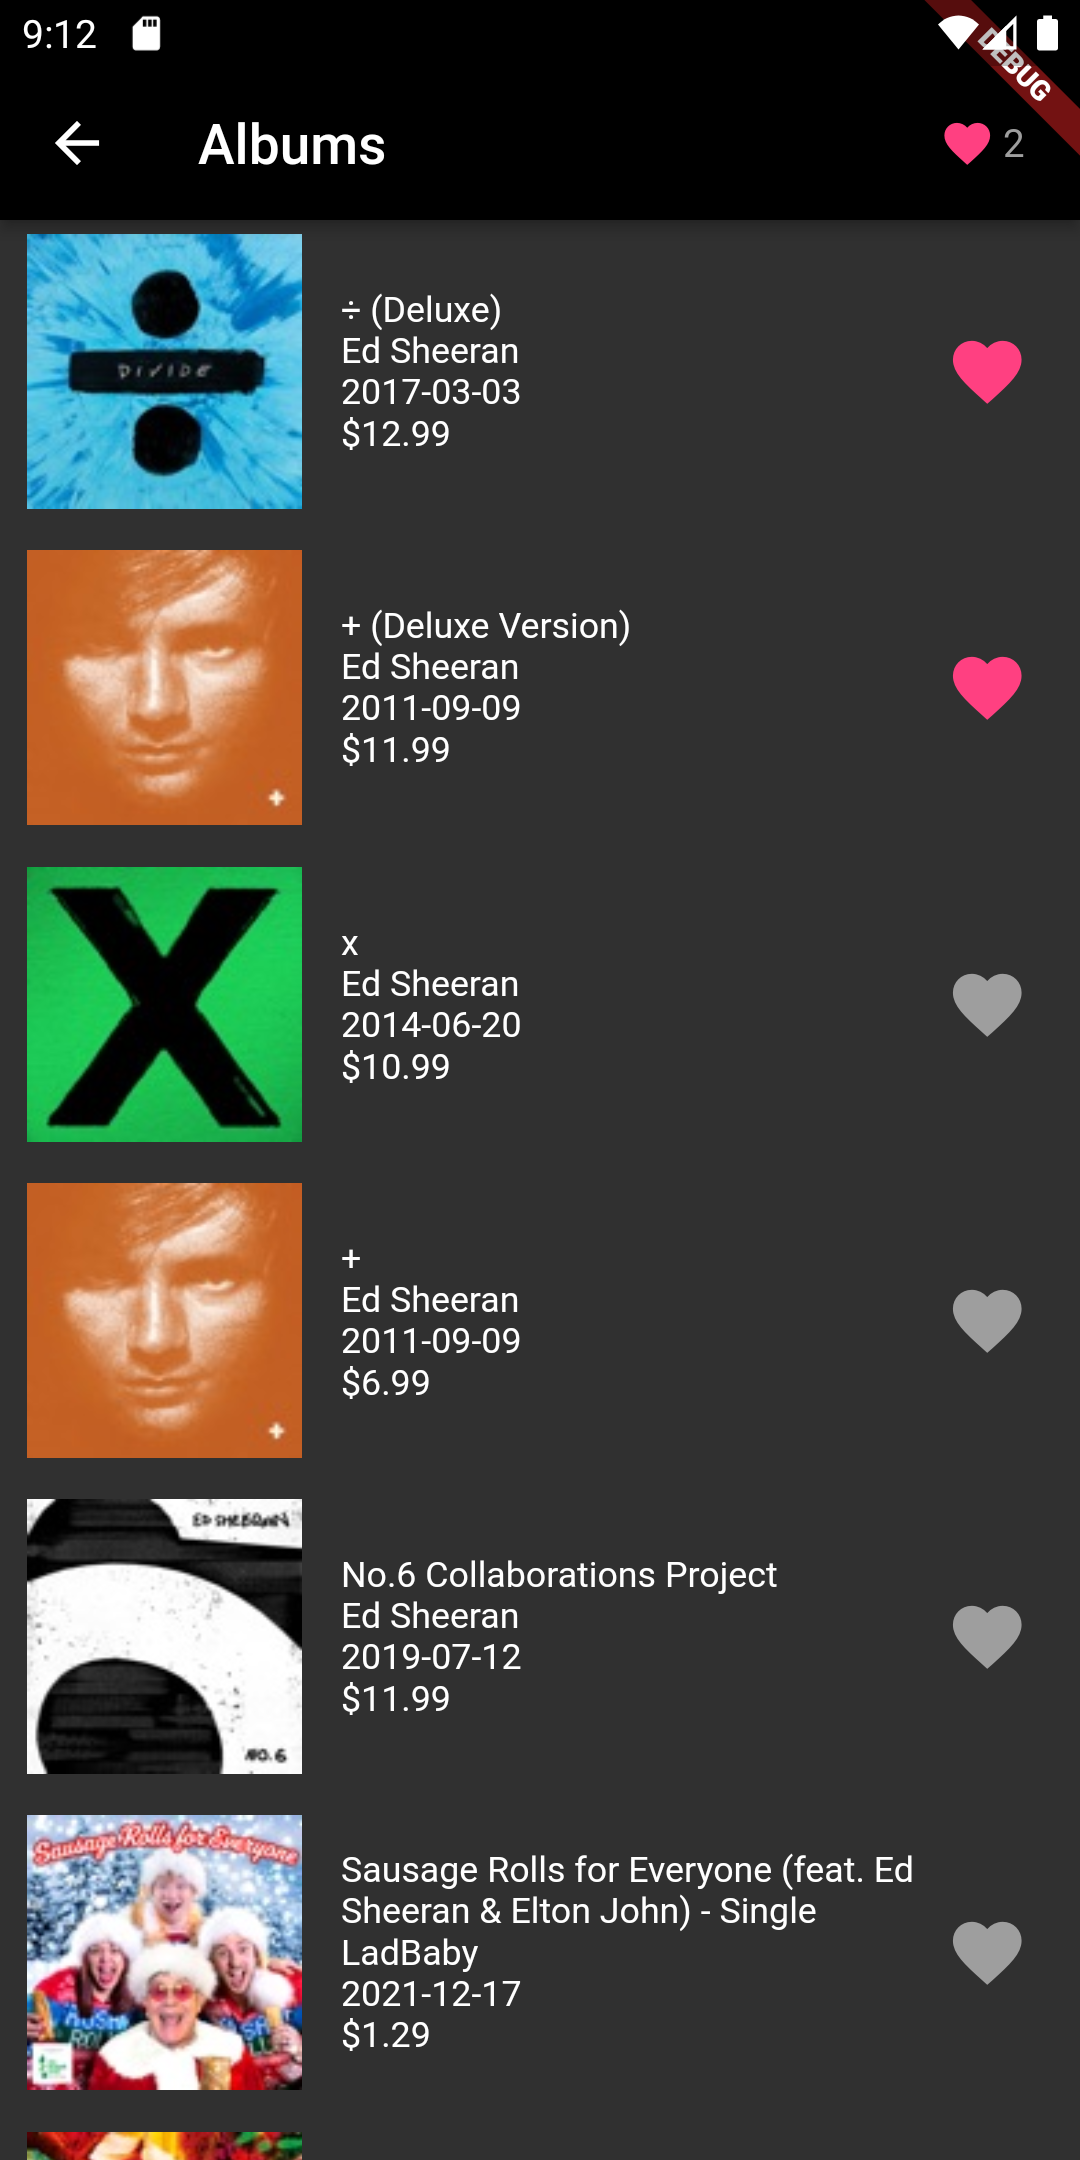 9:12
DEBUG
Albums
2
DIVIDE
÷ (Deluxe)
Ed Sheeran
2017-03-03
$12.99
+ (Deluxe Version)
Ed Sheeran
2011-09-09
$11.99
x
Ed Sheeran
2014-06-20
$10.99
+
Ed Sheeran
2011-09-09
$6.99
ED SHEERAN
NO.6
No.6 Collaborations Project
Ed Sheeran
2019-07-12
$11.99
Sausage Rolls for Everyone
Sausage Rolls for Everyone (feat. Ed
Sheeran & Elton John) - Single
LadBaby
2021-12-17
$1.29